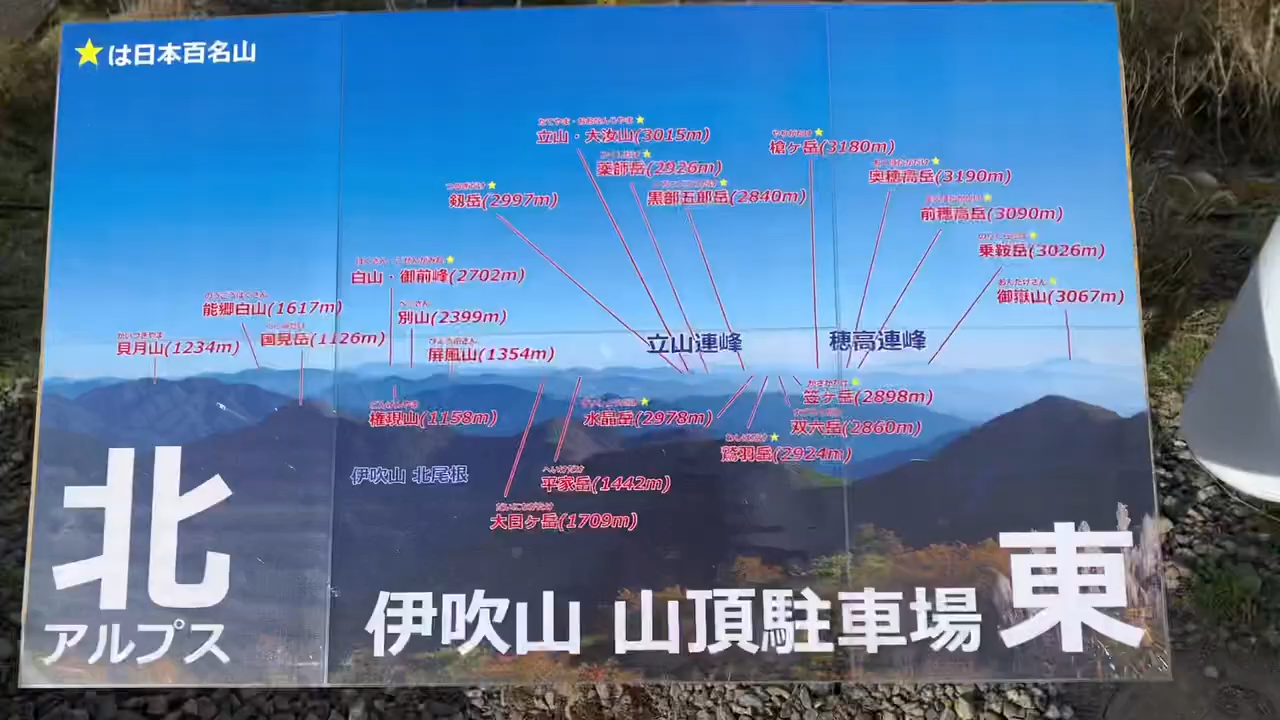 ★は日本百名山
立山・大汝山(3015m)
薬師岳(2926m)
黒部五郎岳(2840m)
槍ヶ岳(3180m)
奥穂高岳(3190m)
前穂高岳(3090m)
乗鞍岳(3026m)
おんたけさん
御嶽山(3067m)
剱岳(2997m)
白山・御前峰(2702m)
別山(2399m)
能郷白山(1617m)
国見岳(1126m)
貝月山(1234m)
屏風山(1354m)
立山連峰
穂高連峰
権現山(1158m)
水晶岳(2978m)
笠ヶ岳(2898m)
双六岳(2860m)
鷲羽岳(2924m)
伊吹山 北尾根
平家岳(1442m)
大日ヶ岳(1709m)
北
アルプス
伊吹山 山頂駐車場
東